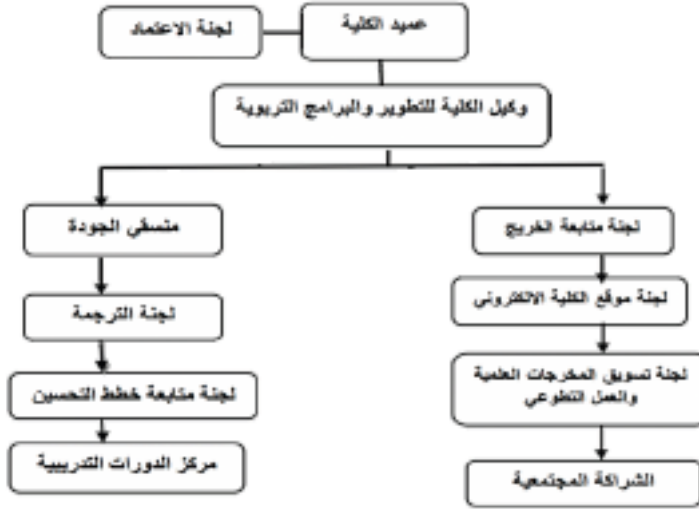 عميد الكلية
لجنة الاعتماد
وكيل الكلية للتطوير والبرامج التربوية
لجنة متابعة الخريج
منسقي الجودة
لجنة موقع الكلية الالكتروني
لجنة الترجمة
لجنة تسويق المخرجات العلمية
والعمل التطوعي
لجنة متابعة خطط التحسين
الشراكة المجتمعية
مركز الدورات التدريبية